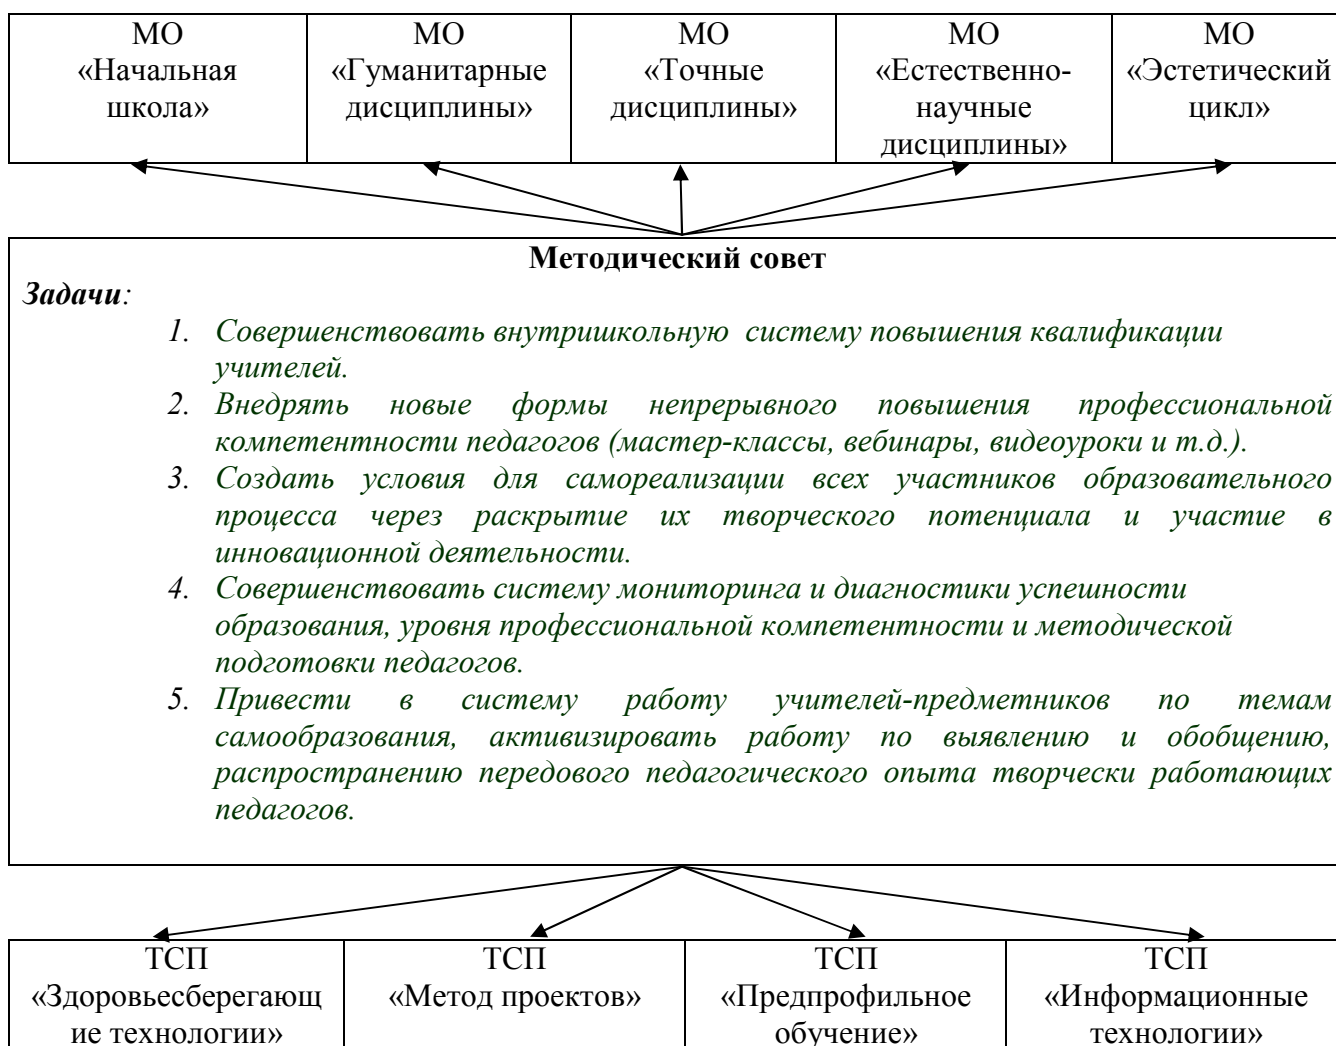 МО
«Начальная
школа»
МО
«Гуманитарные
дисциплины»
МО
«Точные
дисциплины»
МО
«Естественно-
научные
дисциплины»
МО
«Эстетический
цикл»
Методический совет
Задачи:
1. Совершенствовать внутришкольную систему повышения квалификации
учителей.
2. Внедрять новые формы непрерывного повышения профессиональной
компетентности педагогов (мастер-классы, вебинары, видеоуроки и т.д.).
3. Создать условия для самореализации всех участников образовательного
процесса через раскрытие их творческого потенциала и участие в
инновационной деятельности.
4. Совершенствовать систему мониторинга и диагностики успешности
образования, уровня профессиональной компетентности и методической
подготовки педагогов.
5. Привести в систему работу учителей-предметников по темам
самообразования, активизировать работу по выявлению и обобщению,
распространению передового педагогического опыта творчески работающих
педагогов.
ТСП
«Здоровьесберегающ
ие технологии»
ТСП
«Метод проектов»
ТСП
«Предпрофильное
обучение»
ТСП
«Информационные
технологии»